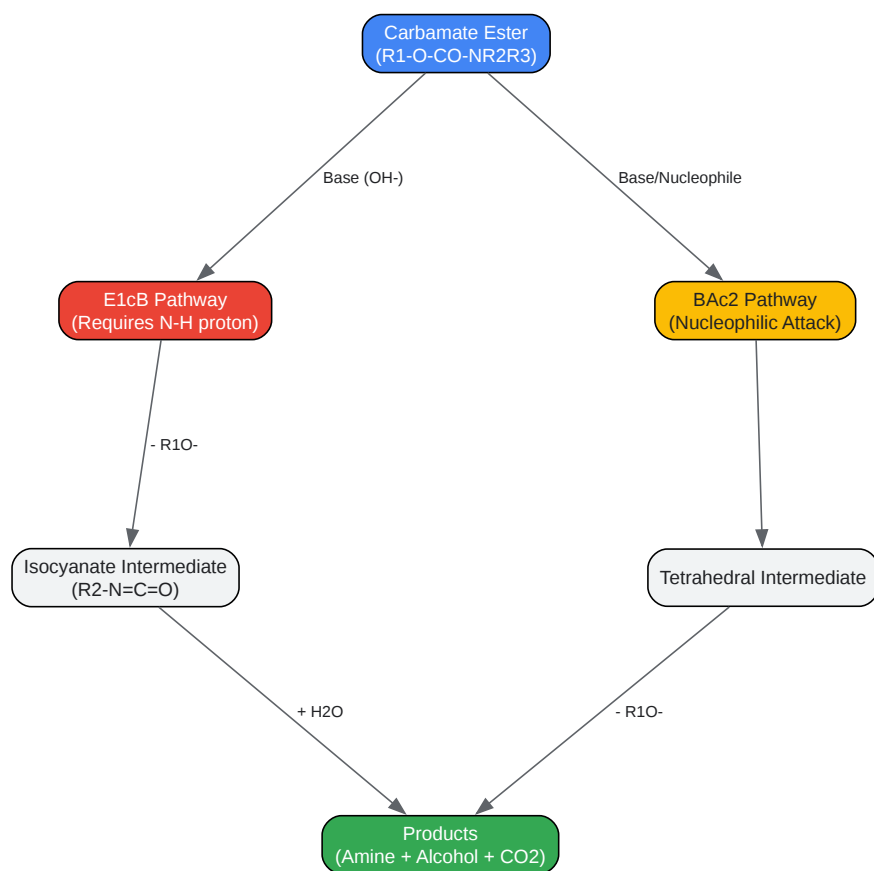 Carbamate Ester
(R1-O-CO-NR2R3)
Base (OH-)
Base/Nucleophile
E1cB Pathway
(Requires N-H proton)
BAc2 Pathway
(Nucleophilic Attack)
- R1O-
Isocyanate Intermediate
(R2-N=C=O)
Tetrahedral Intermediate
+ H2O
- R1O-
Products
(Amine + Alcohol + CO2)